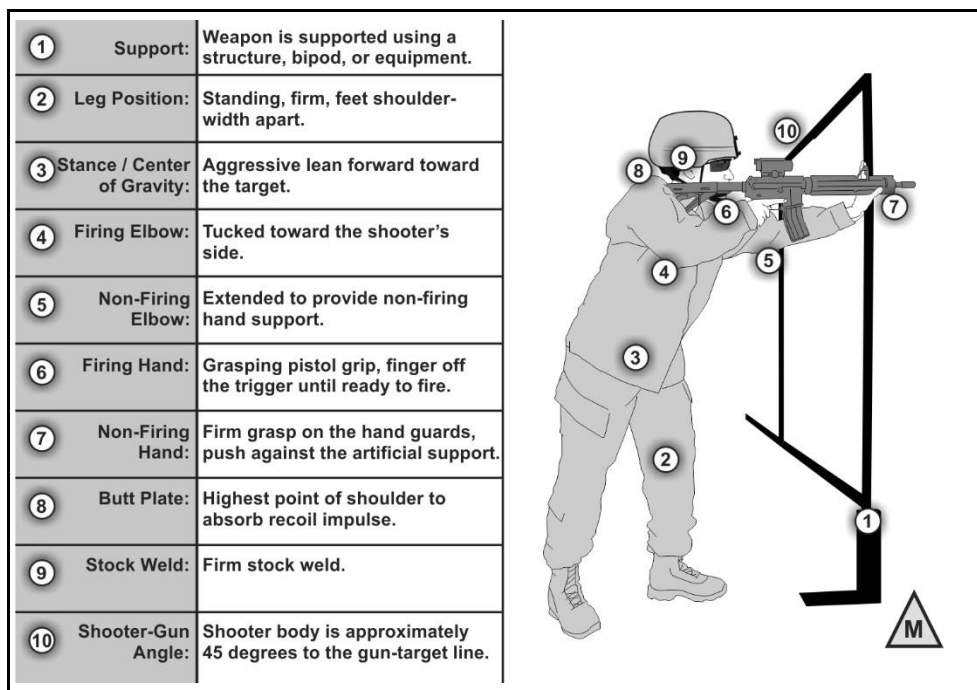 1 Support: Weapon is supported using a
structure, bipod, or equipment.
2 Leg Position: Standing, firm, feet shoulder-
width apart.
3 Stance / Center
of Gravity: Aggressive lean forward toward
the target.
4 Firing Elbow: Tucked toward the shooter's
side.
5 Non-Firing
Elbow: Extended to provide non-firing
hand support.
6 Firing Hand: Grasping pistol grip, finger off
the trigger until ready to fire.
7 Non-Firing
Hand: Firm grasp on the hand guards,
push against the artificial support.
8 Butt Plate: Highest point of shoulder to
absorb recoil impulse.
9 Stock Weld: Firm stock weld.
10 Shooter-Gun
Angle: Shooter body is approximately
45 degrees to the gun-target line.
10
9
8
7
6
5
4
3
2
1
M